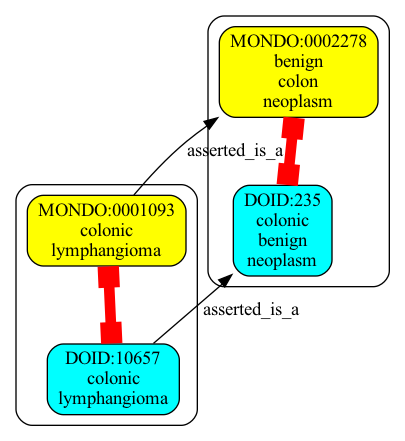 MONDO:0002278
benign
colon
neoplasm
asserted_is_a
MONDO:0001093
colonic
lymphangioma
DOID:235
colonic
benign
neoplasm
asserted_is_a
DOID:10657
colonic
lymphangioma